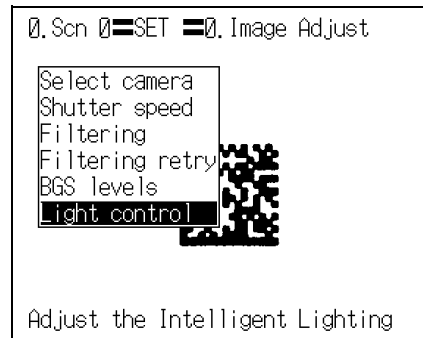 0.Scn 0=SET =0.Image Adjust
Select camera
Shutter speed
Filtering
Filtering retry
BGS levels
Light control
Adjust the Intelligent Lighting